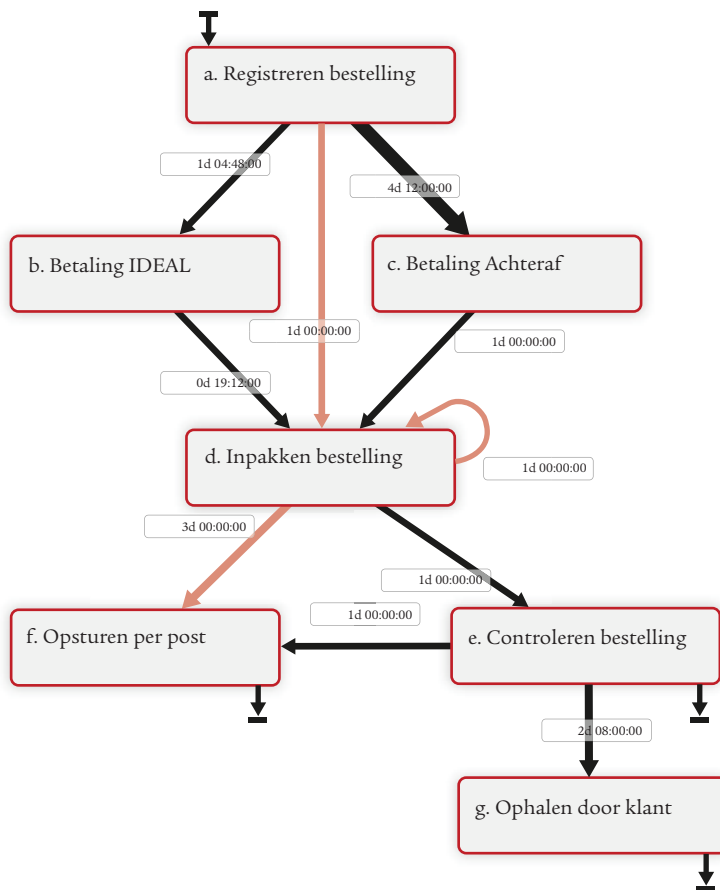 a. Registreren bestelling
1d 04:48:00
4d 12:00:00
b. Betaling IDEAL
c. Betaling Achteraf
1d 00:00:00
1d 00:00:00
0d 19:12:00
d. Inpakken bestelling
1d 00:00:00
3d 00:00:00
1d 00:00:00
1d 00:00:00
f. Opsturen per post
e. Controleren bestelling
2d 08:00:00
g. Ophalen door klant